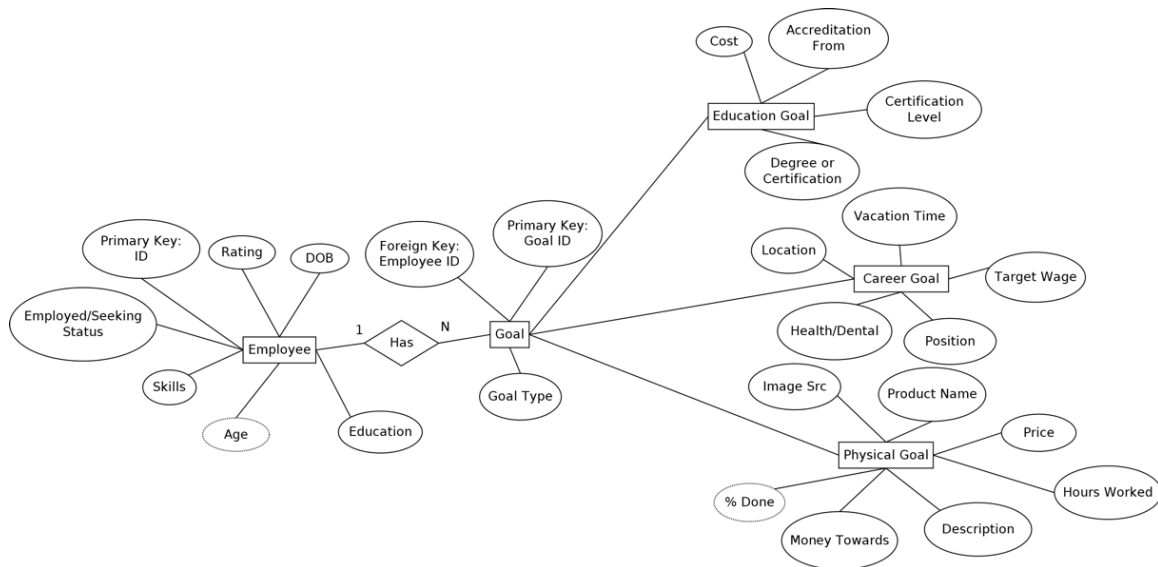 Cost
Accreditation
From
Education Goal
Certification
Level
Degree or
Certification
Primary Key:
ID
Rating
DOB
Employed/Seeking
Status
Employee
Skills
Age
Education
1
Has
N
Foreign Key:
Employee ID
Primary Key:
Goal ID
Goal
Goal Type
Vacation Time
Location
Career Goal
Target Wage
Health/Dental
Position
Image Src
Product Name
Price
Physical Goal
% Done
Hours Worked
Money Towards
Description